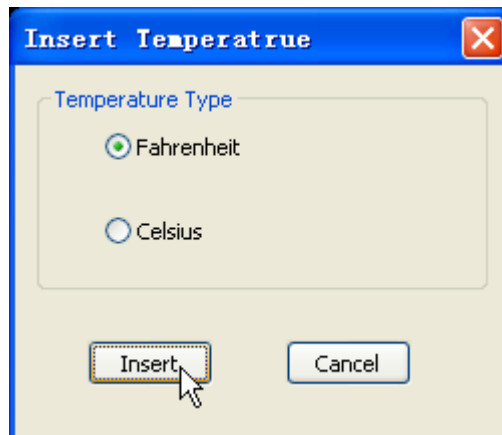 Insert Temperatrue
Temperature Type
Fahrenheit
Celsius
Insert
Cancel